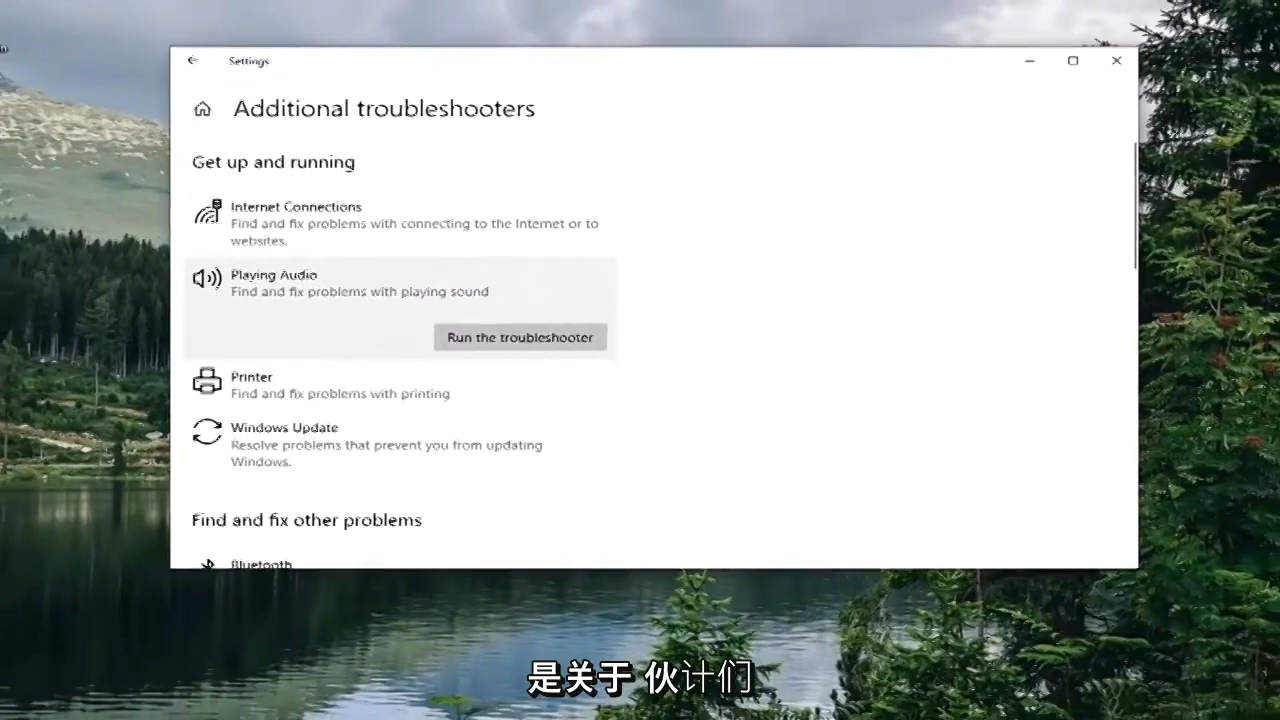 Settings
Additional troubleshooters
Get up and running
Internet Connections
Find and fix problems with connecting to the Internet or to
websites.
Playing Audio
Find and fix problems with playing sound
Run the troubleshooter
Printer
Find and fix problems with printing
Windows Update
Resolve problems that prevent you from updating
Windows.
Find and fix other problems
Bluetooth
是关于 伙计们